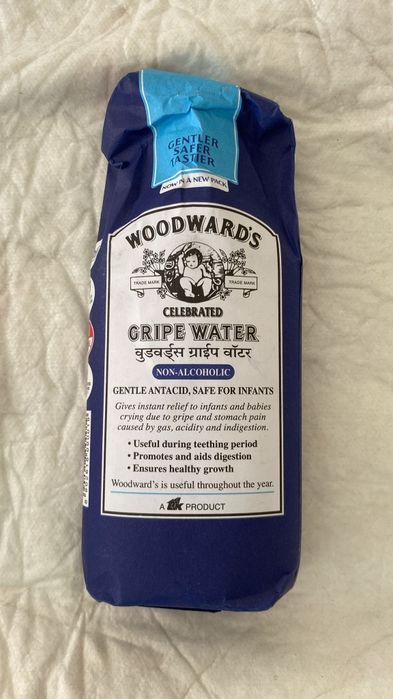 GENTLER
SAFER
TASTIER
NOW IN A NEW PACK
WOODWARD'S
TRADE MARK
TRADE MARK
CELEBRATED
GRIPE WATER
वुडवर्ड्स ग्राईप वॉटर
NON-ALCOHOLIC
GENTLE ANTACID, SAFE FOR INFANTS
Gives instant relief to infants and babies
crying due to gripe and stomach pain
caused by gas, acidity and indigestion.
• Useful during teething period
• Promotes and aids digestion
• Ensures healthy growth
Woodward's is useful throughout the year.
A ttk PRODUCT